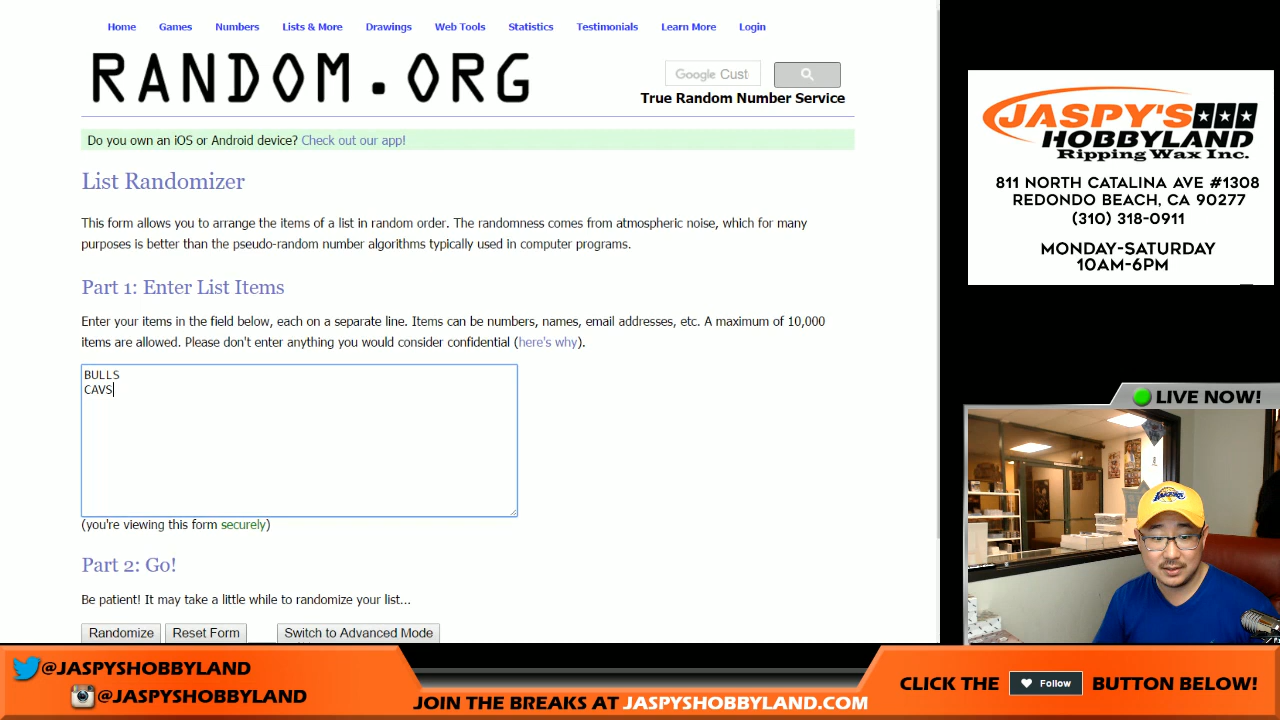 Home Games Numbers Lists & More Drawings Web Tools Statistics Testimonials Learn More Login
RANDOM.ORG
Google Cust
True Random Number Service
Do you own an iOS or Android device? Check out our app!
List Randomizer
This form allows you to arrange the items of a list in random order. The randomness comes from atmospheric noise, which for many
purposes is better than the pseudo-random number algorithms typically used in computer programs.
Part 1: Enter List Items
Enter your items in the field below, each on a separate line. Items can be numbers, names, email addresses, etc. A maximum of 10,000
items are allowed. Please don't enter anything you would consider confidential (here's why).
BULLS
CAVS
(you're viewing this form securely)
Part 2: Go!
Be patient! It may take a little while to randomize your list...
Randomize Reset Form Switch to Advanced Mode
JASPY'S
HOBBYLAND
Ripping Wax Inc.
811 NORTH CATALINA AVE #1308
REDONDO BEACH, CA 90277
(310) 318-0911
MONDAY-SATURDAY
10AM-6PM
LIVE NOW!
@JASPYSHOBBYLAND
@JASPYSHOBBYLAND
JOIN THE BREAKS AT JASPYSHOBBYLAND.COM
CLICK THE Follow BUTTON BELOW!